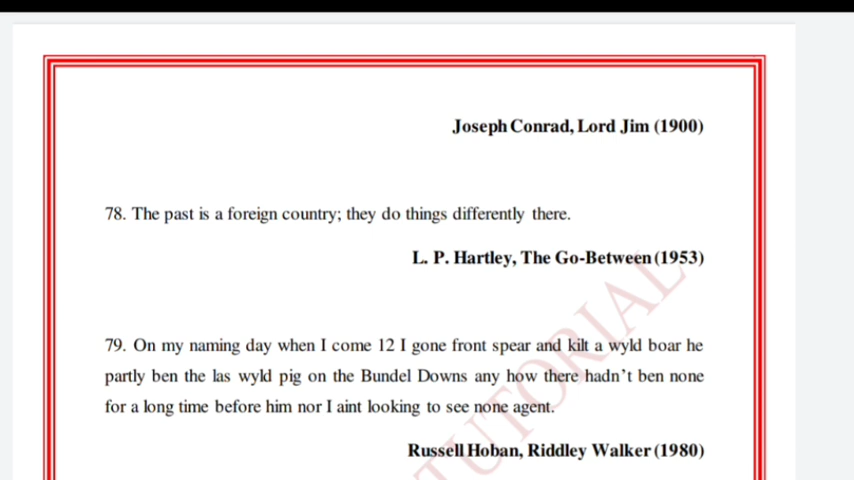 Joseph Conrad, Lord Jim (1900)
78. The past is a foreign country; they do things differently there.
L. P. Hartley, The Go-Between (1953)
79. On my naming day when I come 12 I gone front spear and kilt a wyld boar he
partly ben the las wyld pig on the Bundel Downs any how there hadn't ben none
for a long time before him nor I aint looking to see none agent.
Russell Hoban, Riddley Walker (1980)
TUTORIAL